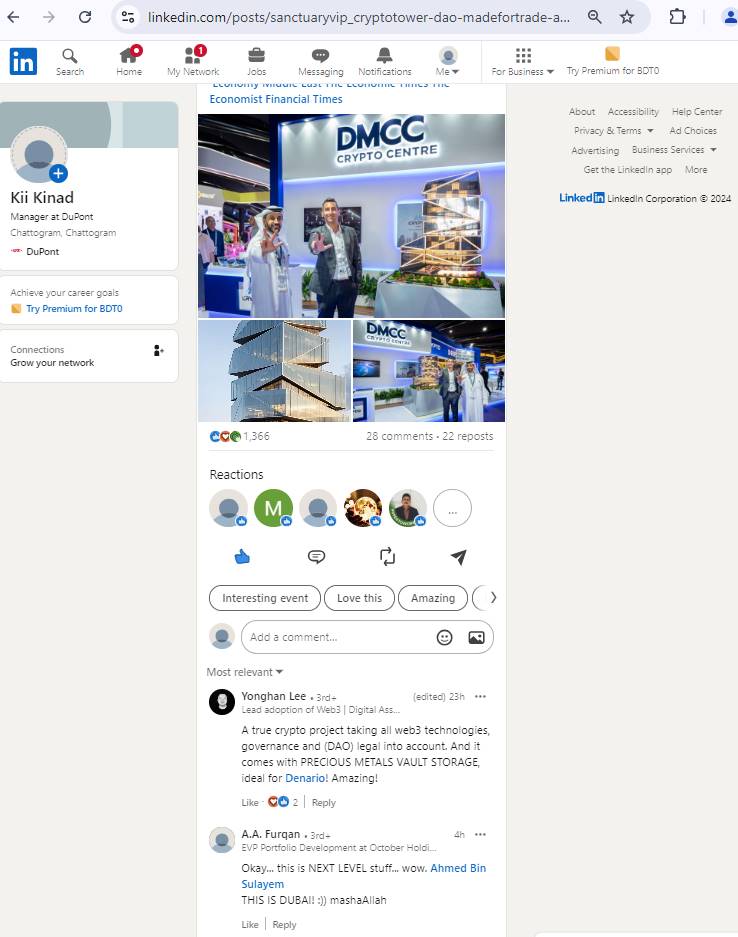 linkedin.com/posts/sanctuaryvip_cryptotower-dao-madefortrade-a...
in
Search
Home
1
My Network
Jobs
Messaging
Notifications
Me
For Business
Try Premium for BDT0
Economy Middle East The Economic Times The
Economist Financial Times
DMCC
CRYPTO CENTRE
DMCC
CRYPTO CENTRE
1,366
28 comments • 22 reposts
Reactions
M
...
Interesting event
Love this
Amazing
Add a comment...
Most relevant
Yonghan Lee • 3rd+
(edited) 23h
Lead adoption of Web3 | Digital Ass...
A true crypto project taking all web3 technologies,
governance and (DAO) legal into account. And it
comes with PRECIOUS METALS VAULT STORAGE,
ideal for Denario! Amazing!
Like · 2 | Reply
A.A. Furqan • 3rd+
4h
EVP Portfolio Development at October Holdi...
Okay... this is NEXT LEVEL stuff... wow. Ahmed Bin
Sulayem
THIS IS DUBAI! :)) mashaAllah
Like | Reply
Kii Kinad
Manager at DuPont
Chattogram, Chattogram
DuPont
Achieve your career goals
Try Premium for BDT0
Connections
Grow your network
About
Accessibility
Help Center
Privacy & Terms
Ad Choices
Advertising
Business Services
Get the LinkedIn app
More
Linked in LinkedIn Corporation © 2024